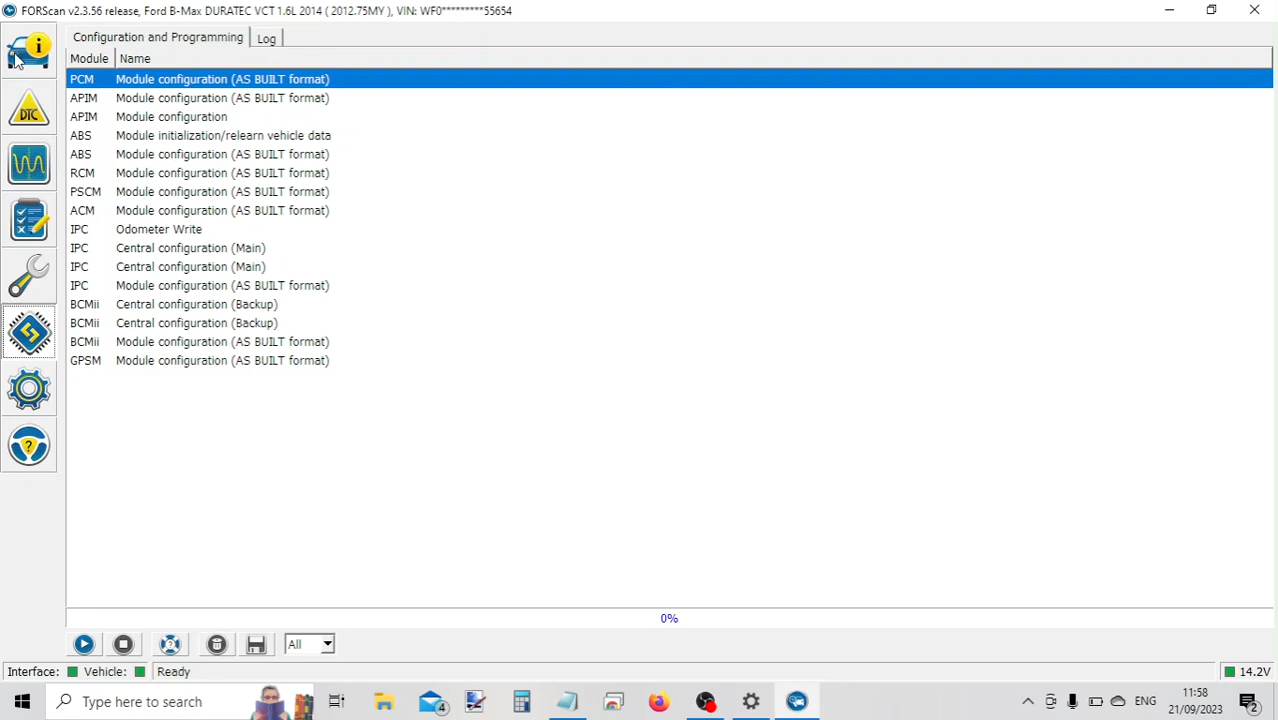 FORScan v2.3.56 release, Ford B-Max DURATEC VCT 1.6L 2014 ( 2012.75MY ), VIN: WF0*********55654
Configuration and Programming Log
Module Name
PCM Module configuration (AS BUILT format)
APIM Module configuration (AS BUILT format)
APIM Module configuration
ABS Module initialization/relearn vehicle data
ABS Module configuration (AS BUILT format)
RCM Module configuration (AS BUILT format)
PSCM Module configuration (AS BUILT format)
ACM Module configuration (AS BUILT format)
IPC Odometer Write
IPC Central configuration (Main)
IPC Central configuration (Main)
IPC Module configuration (AS BUILT format)
BCMii Central configuration (Backup)
BCMii Central configuration (Backup)
BCMii Module configuration (AS BUILT format)
GPSM Module configuration (AS BUILT format)
i
DTC
?
0%
All
Interface: Vehicle: Ready 14.2V
Type here to search
4
ENG
11:58
21/09/2023
2